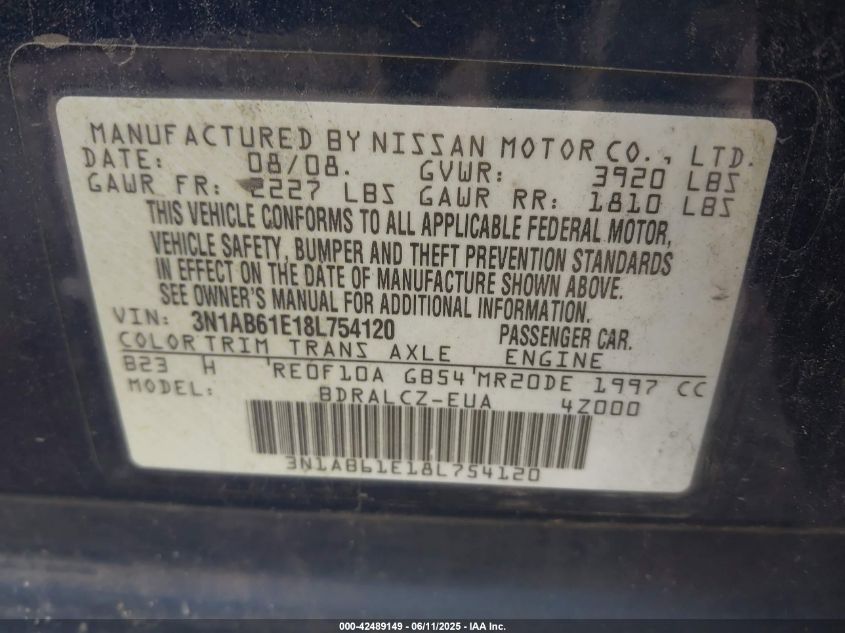 MANUFACTURED BY NISSAN MOTOR CO., LTD.
DATE: 08/08. GVWR: 3920 LBS
GAWR FR: 2227 LBS GAWR RR: 1810 LBS
THIS VEHICLE CONFORMS TO ALL APPLICABLE FEDERAL MOTOR,
VEHICLE SAFETY, BUMPER AND THEFT PREVENTION STANDARDS
IN EFFECT ON THE DATE OF MANUFACTURE SHOWN ABOVE.
SEE OWNER'S MANUAL FOR ADDITIONAL INFORMATION.
VIN: 3N1AB61E18L754120 PASSENGER CAR.
COLOR TRIM TRANS AXLE ENGINE
B23 H RE0F10A GB54 MR20DE 1997 CC
MODEL: BDRALCZ-EUA 4Z000
3N1AB61E18L754120
000-42489149 - 06/11/2025 - IAA Inc.